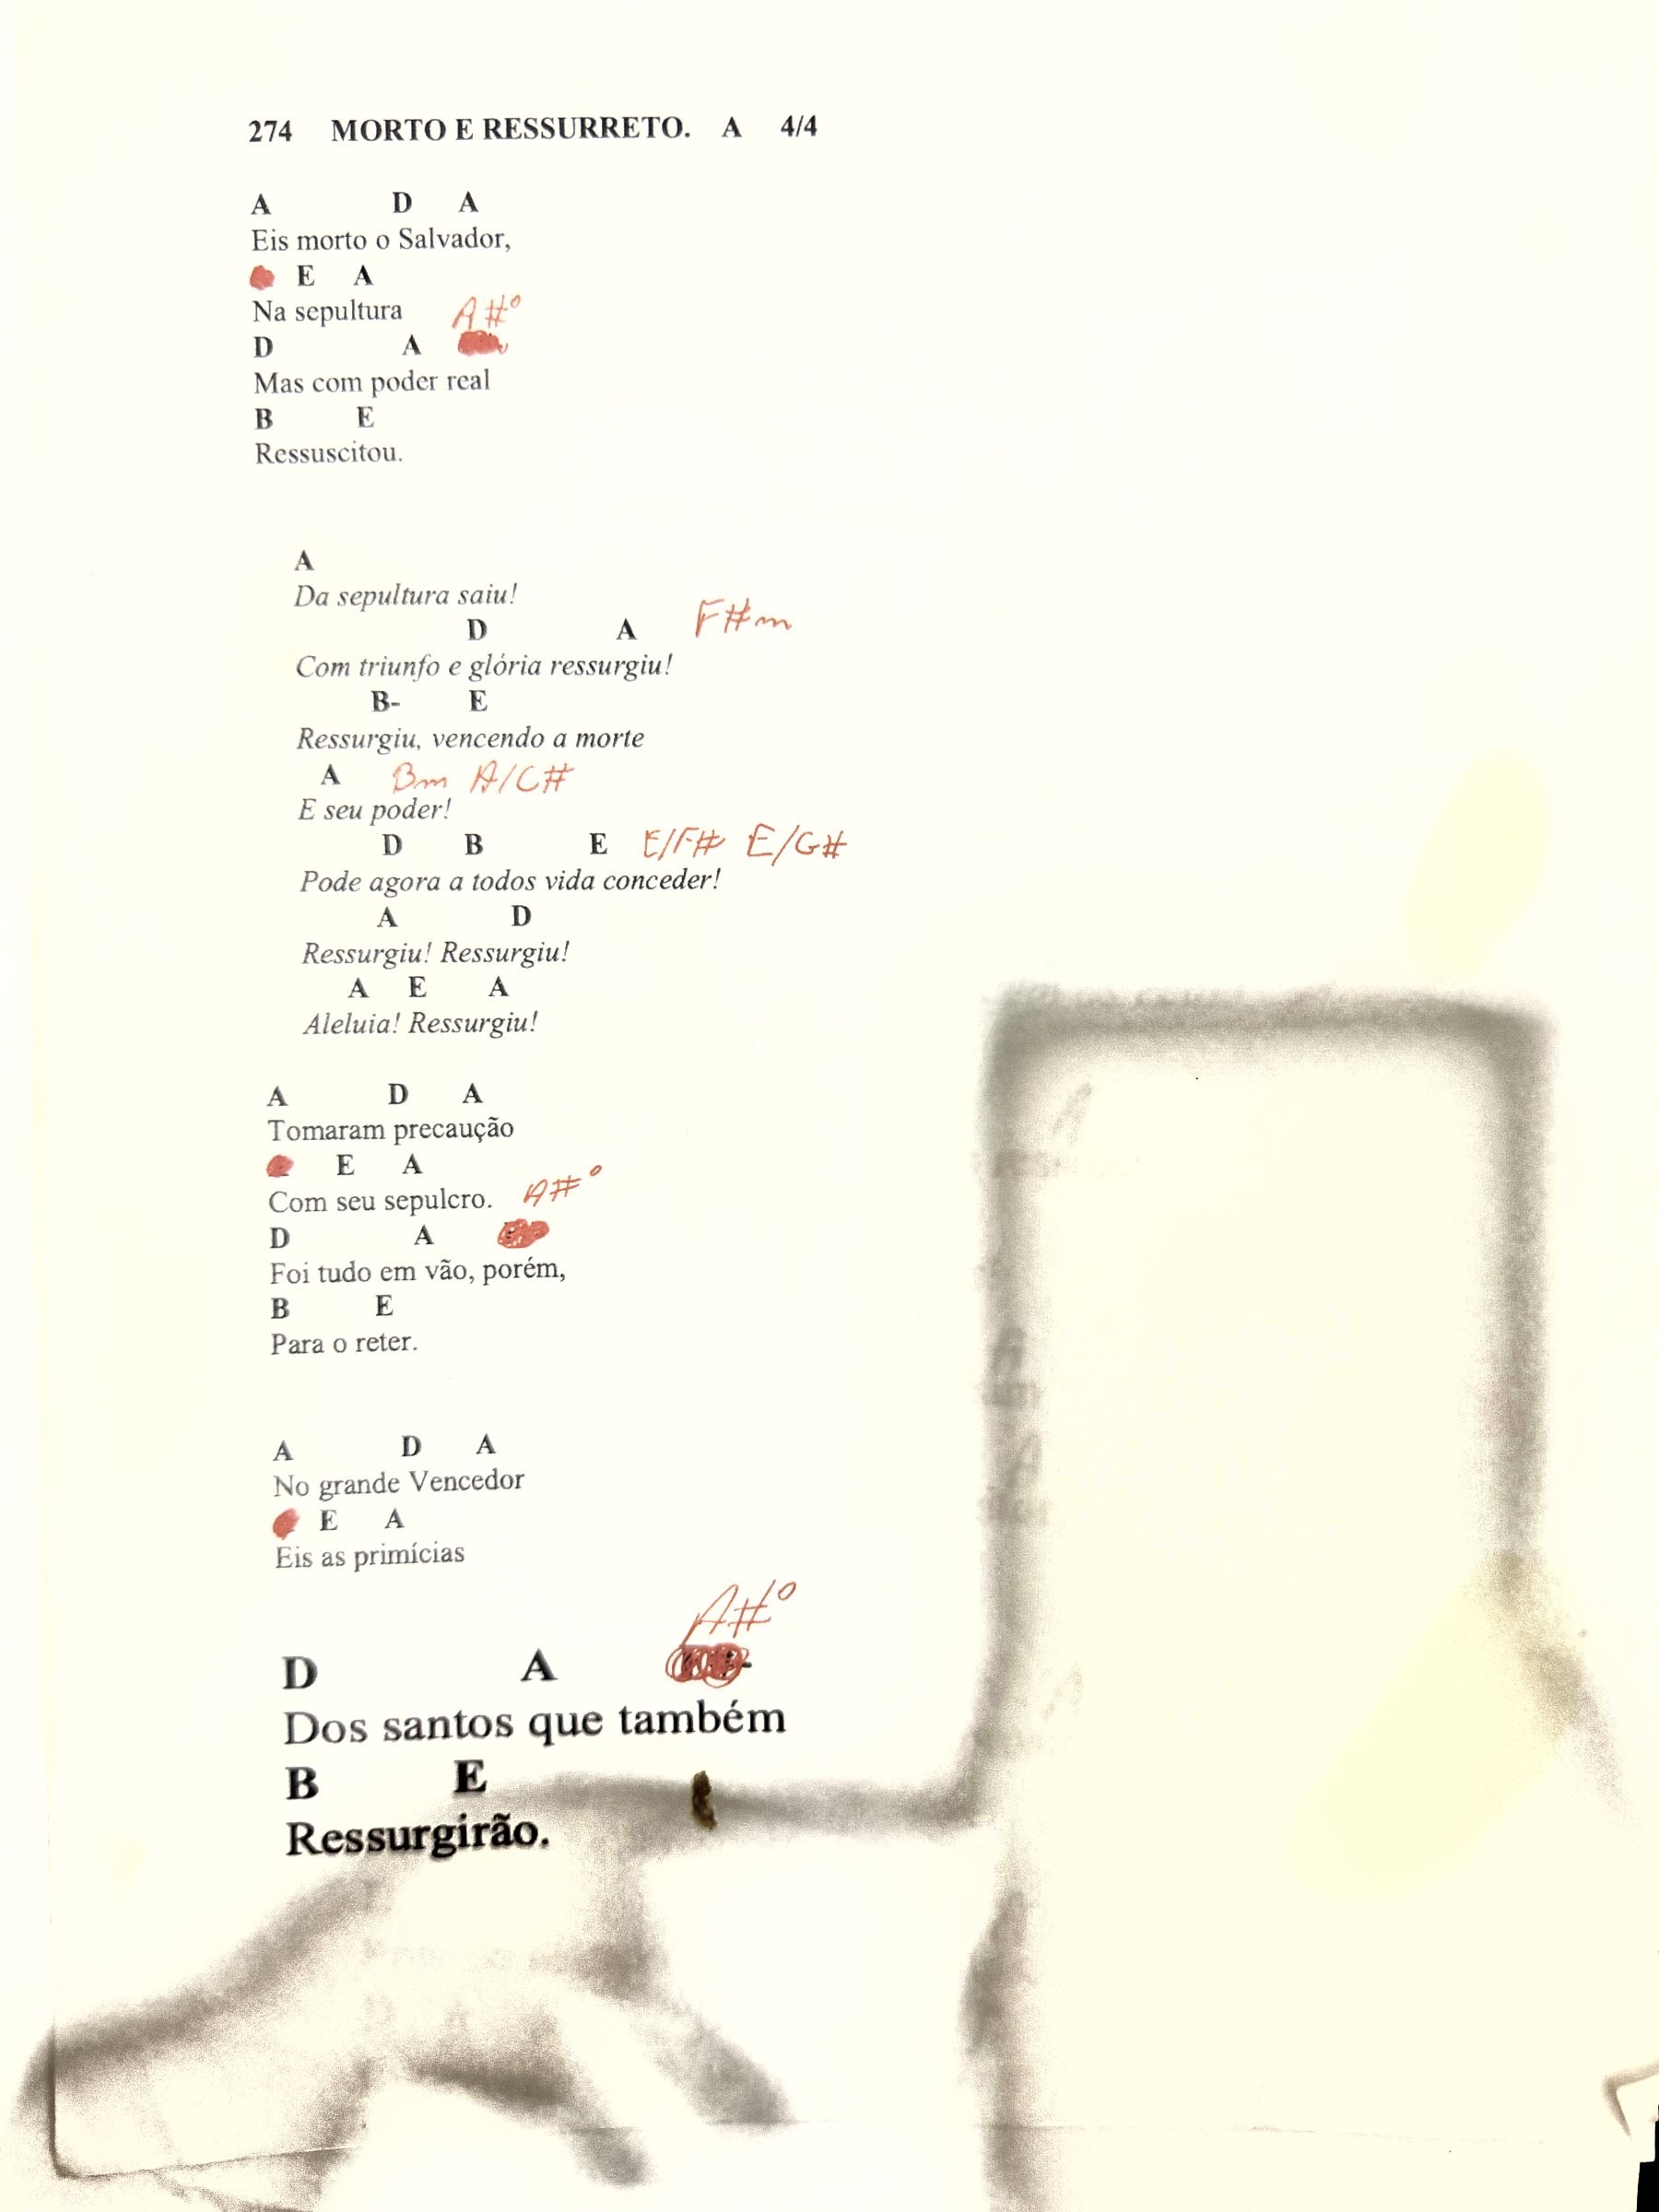 274 MORTO E RESSURRETO. A 4/4
A D A
Eis morto o Salvador,
E A
Na sepultura A#°
D A
Mas com poder real
B E
Ressuscitou.
A
Da sepultura saiu!
D A F#m
Com triunfo e glória ressurgiu!
B- E
Ressurgiu, vencendo a morte
A Bm A/C#
E seu poder!
D B E E/F# E/G#
Pode agora a todos vida conceder!
A D
Ressurgiu! Ressurgiu!
A E A
Aleluia! Ressurgiu!
A D A
Tomaram precaução
E A
Com seu sepulcro. A#°
D A
Foi tudo em vão, porém,
B E
Para o reter.
A D A
No grande Vencedor
E A
Eis as primícias
A#°
D A
Dos santos que também
B E
Ressurgirão.